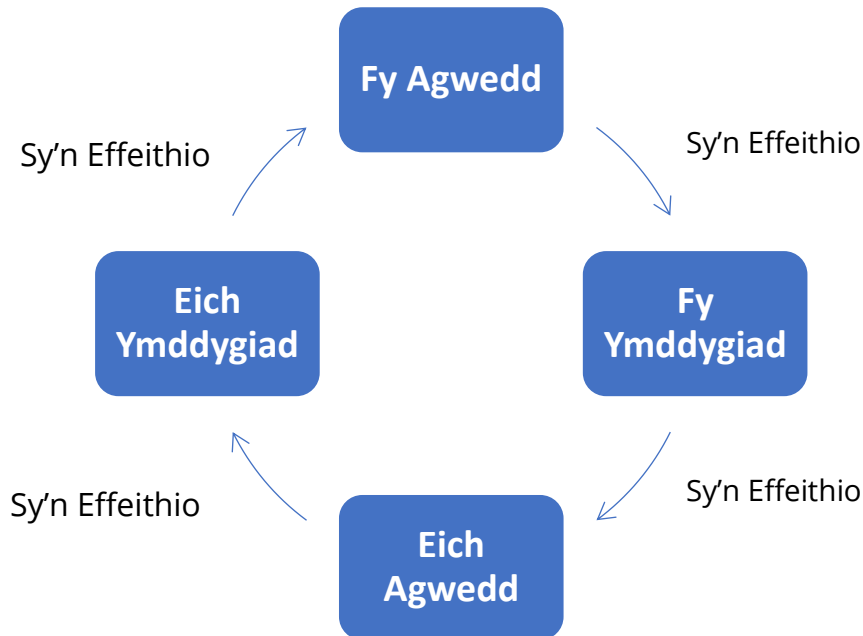 Fy Agwedd
Sy'n Effeithio
Sy'n Effeithio
Eich
Ymddygiad
Fy
Ymddygiad
Sy'n Effeithio
Sy'n Effeithio
Eich
Agwedd